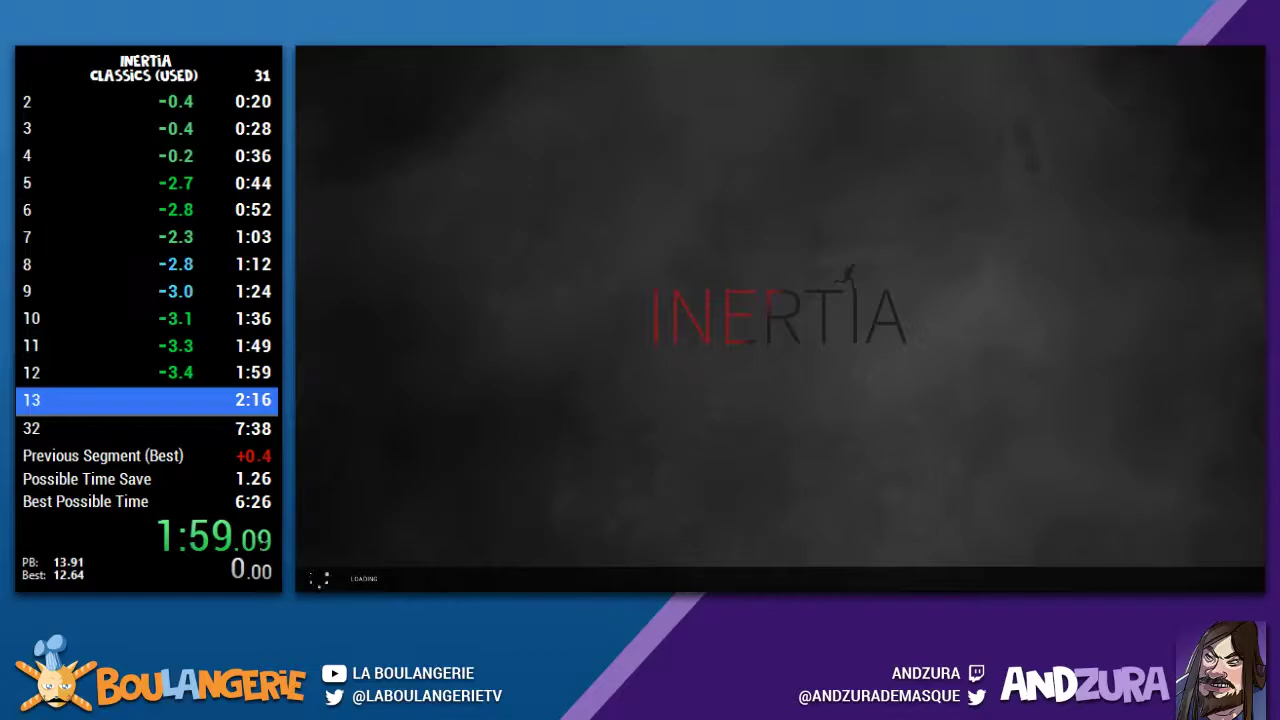 INERTIA
CLASSICS (USED) 31
2 -0.4 0:20
3 -0.4 0:28
4 -0.2 0:36
5 -2.7 0:44
6 -2.8 0:52
7 -2.3 1:03
8 -2.8 1:12
9 -3.0 1:24
10 -3.1 1:36
11 -3.3 1:49
12 -3.4 1:59
13 2:16
32 7:38
Previous Segment (Best) +0.4
Possible Time Save 1.26
Best Possible Time 6:26
1:59.09
PB: 13.91
Best: 12.64
0.00
INERTIA
LOADING
BOULANGERIE
LA BOULANGERIE
@LABOULANGERIETV
ANDZURA
@ANDZURADEMASQUE
ANDZURA